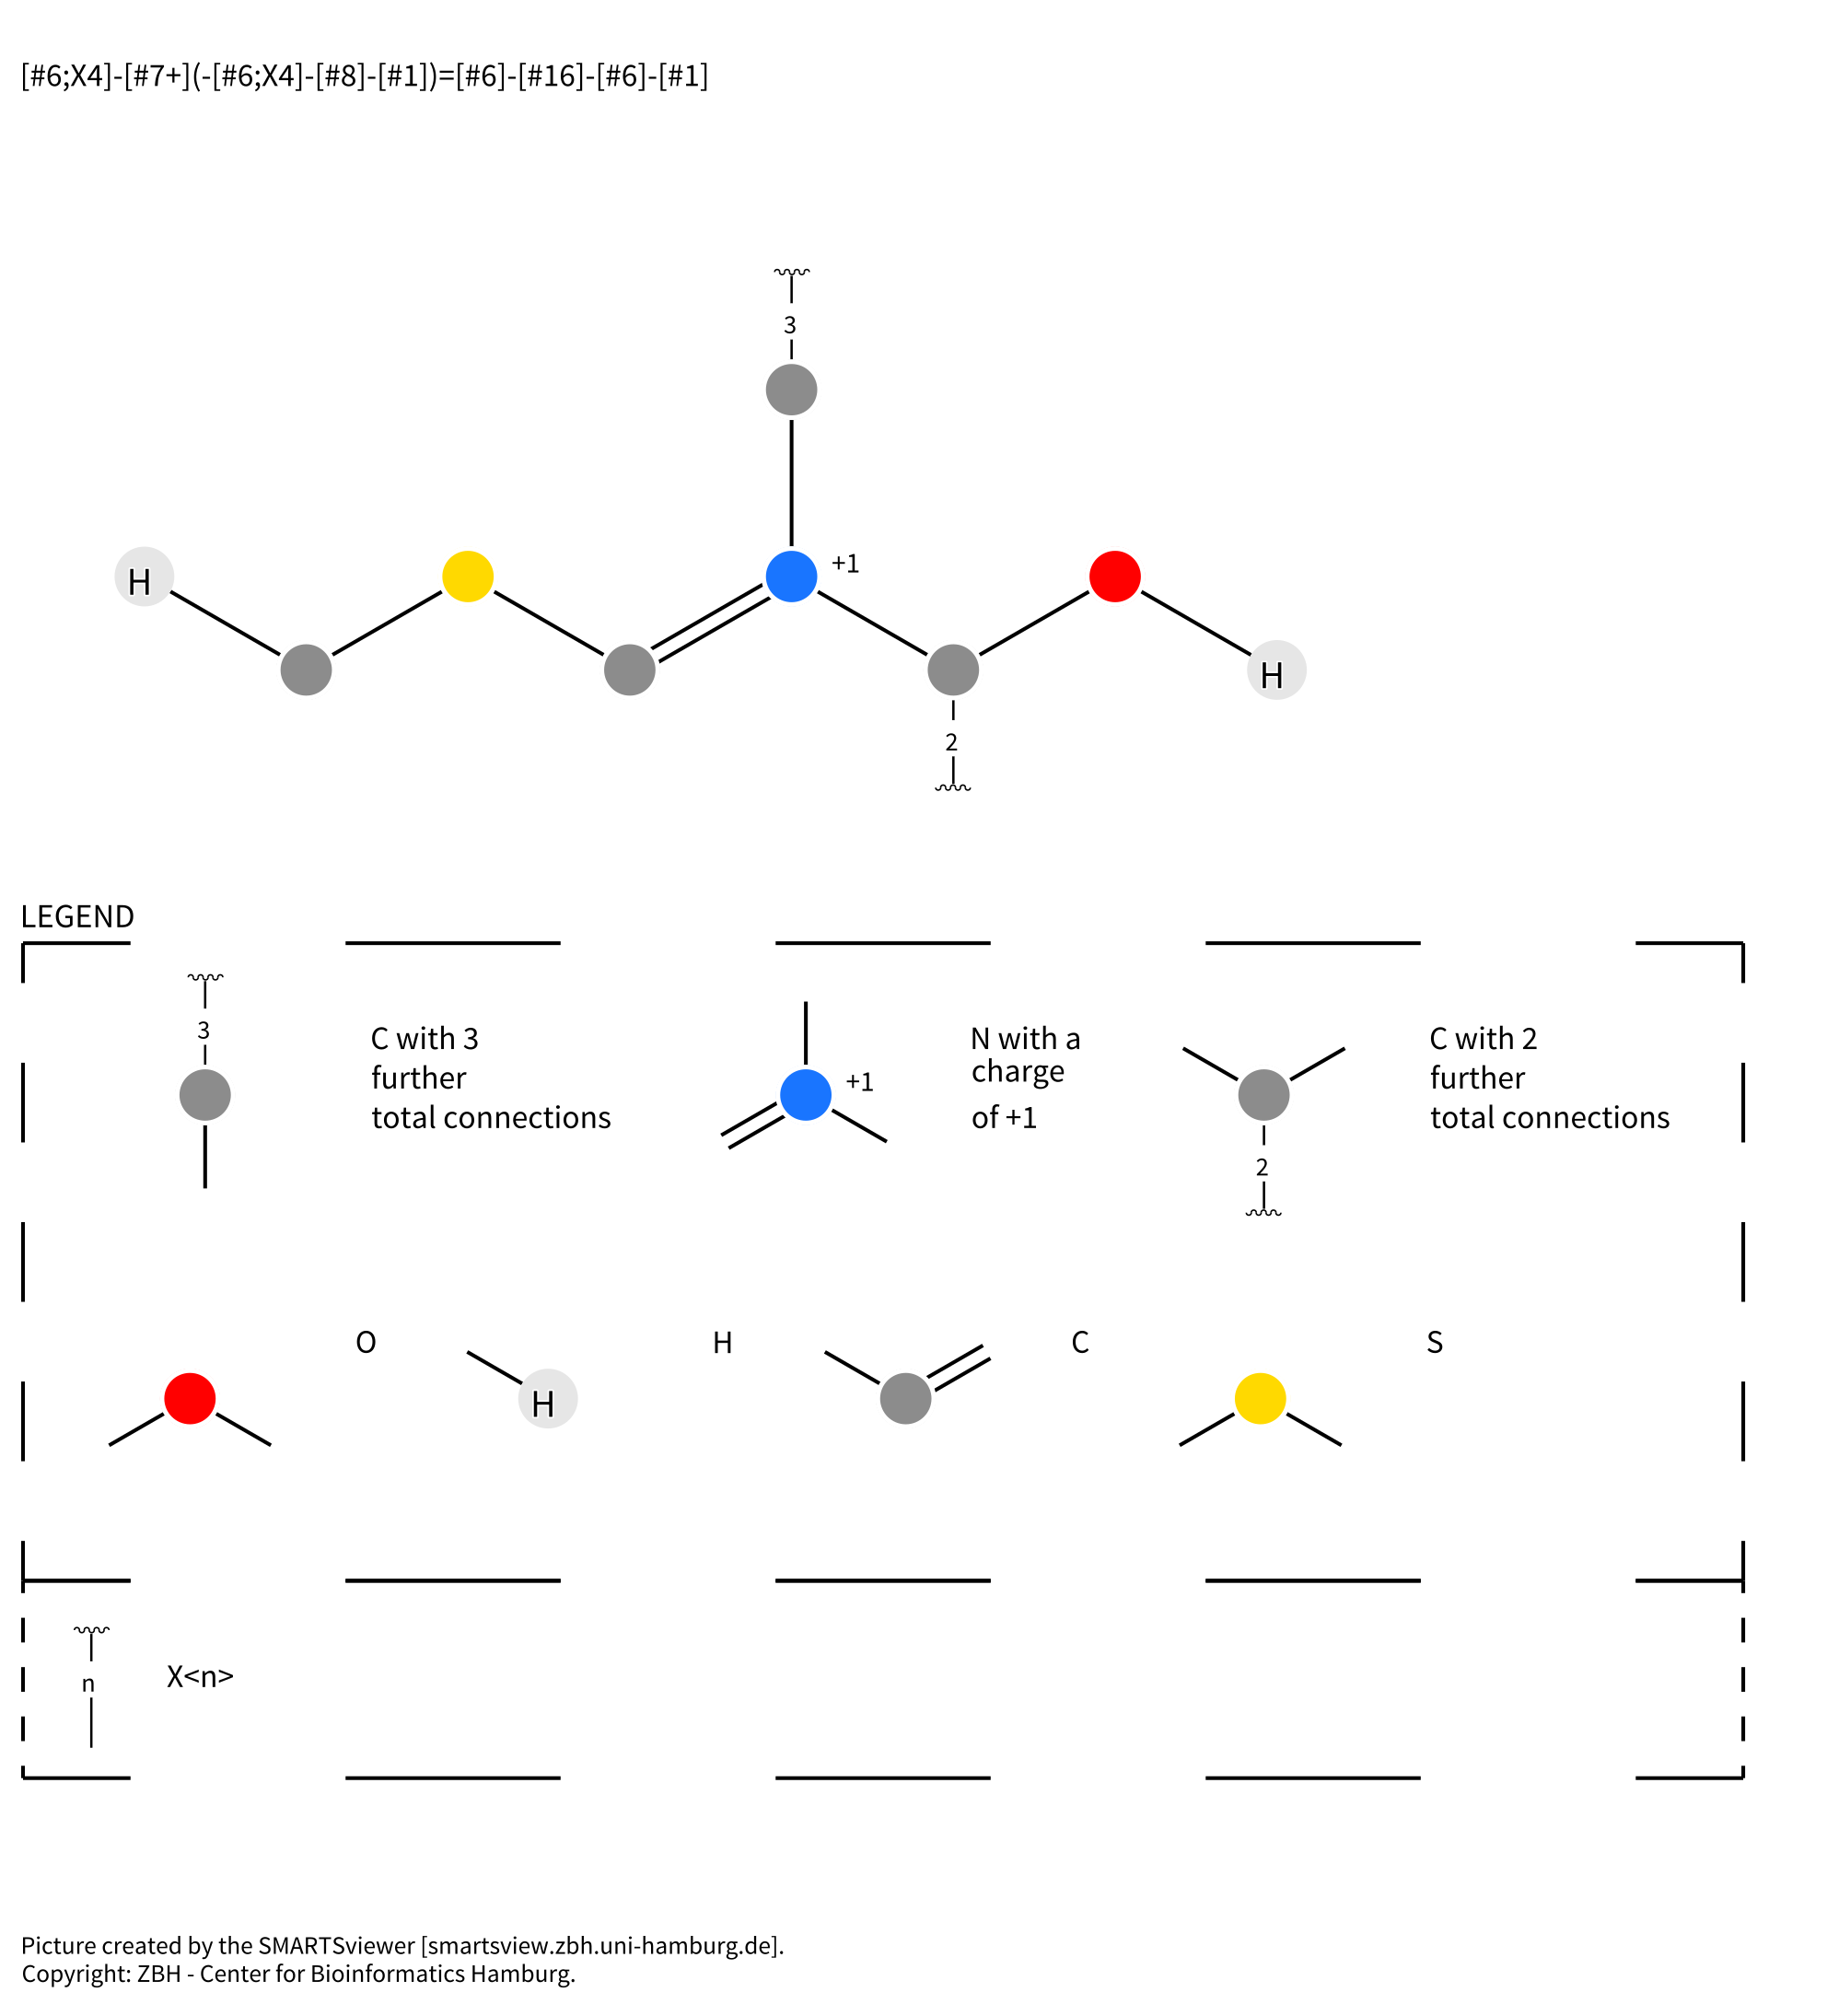 [#6;X4]-[#7+](-[#6;X4]-[#8]-[#1])=[#6]-[#16]-[#6]-[#1]
3
+1
H
H
2
LEGEND
3
C with 3
further
total connections
+1
N with a
charge
of +1
C with 2
further
total connections
2
O
H
H
C
S
n
X<n>
Picture created by the SMARTSviewer [smartsview.zbh.uni-hamburg.de].
Copyright: ZBH - Center for Bioinformatics Hamburg.